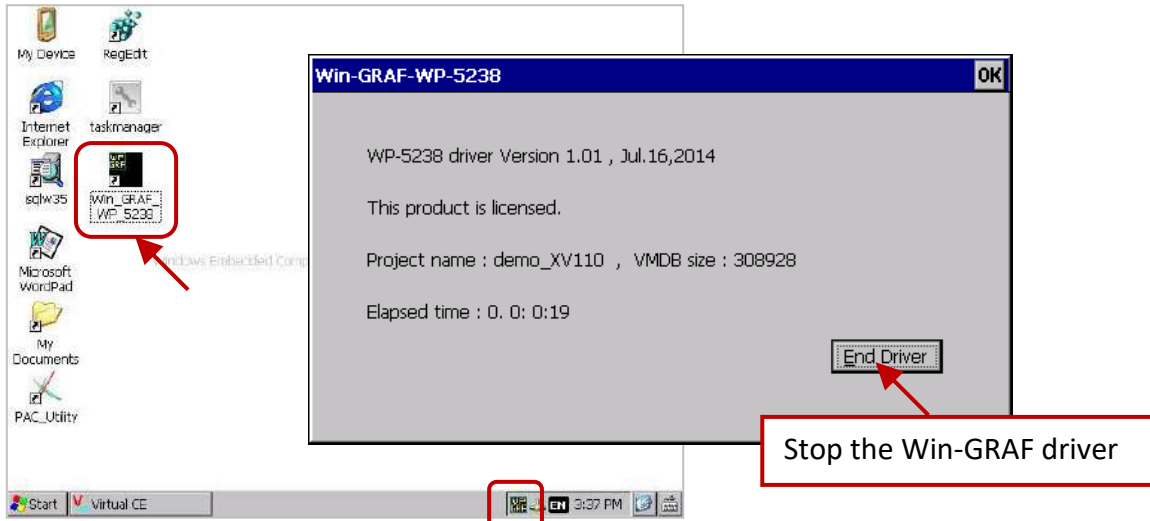 My Device
RegEdit
Internet
Explorer
taskmanager
sqlw35
Win_GRAF_
WP_5238
Microsoft
WordPad
My
Documents
PAC_Utility
Win-GRAF-WP-5238
OK
WP-5238 driver Version 1.01 , Jul.16,2014
This product is licensed.
Project name : demo_XV110 , VMDB size : 308928
Elapsed time : 0. 0: 0:19
End Driver
Stop the Win-GRAF driver
Windows Embedded Comp
Start
Virtual CE
EN
3:37 PM